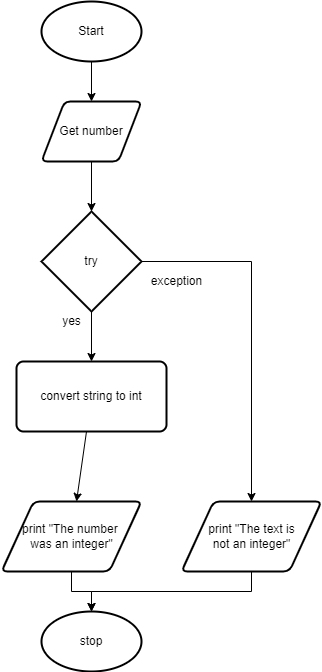 Start
Get number
try
exception
yes
convert string to int
print "The number
was an integer"
print "The text is
not an integer"
stop